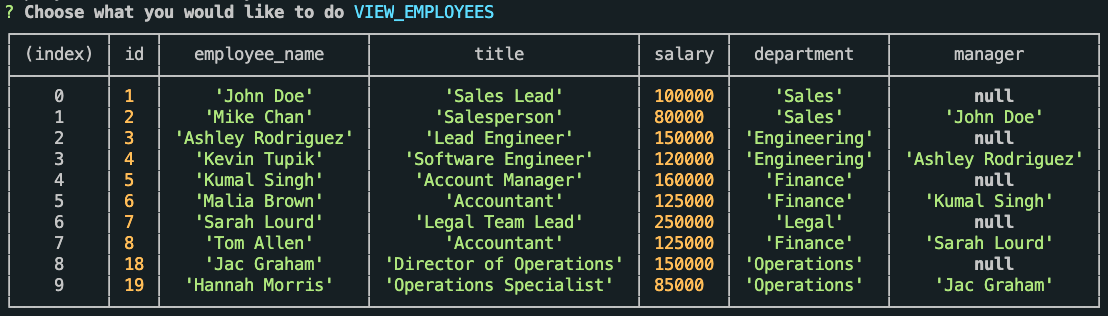 ? Choose what you would like to do VIEW_EMPLOYEES
(index) id employee_name title salary department manager
0 1 'John Doe' 'Sales Lead' 100000 'Sales' null
1 2 'Mike Chan' 'Salesperson' 80000 'Sales' 'John Doe'
2 3 'Ashley Rodriguez' 'Lead Engineer' 150000 'Engineering' null
3 4 'Kevin Tupik' 'Software Engineer' 120000 'Engineering' 'Ashley Rodriguez'
4 5 'Kumal Singh' 'Account Manager' 160000 'Finance' null
5 6 'Malia Brown' 'Accountant' 125000 'Finance' 'Kumal Singh'
6 7 'Sarah Lourd' 'Legal Team Lead' 250000 'Legal' null
7 8 'Tom Allen' 'Accountant' 125000 'Finance' 'Sarah Lourd'
8 18 'Jac Graham' 'Director of Operations' 150000 'Operations' null
9 19 'Hannah Morris' 'Operations Specialist' 85000 'Operations' 'Jac Graham'